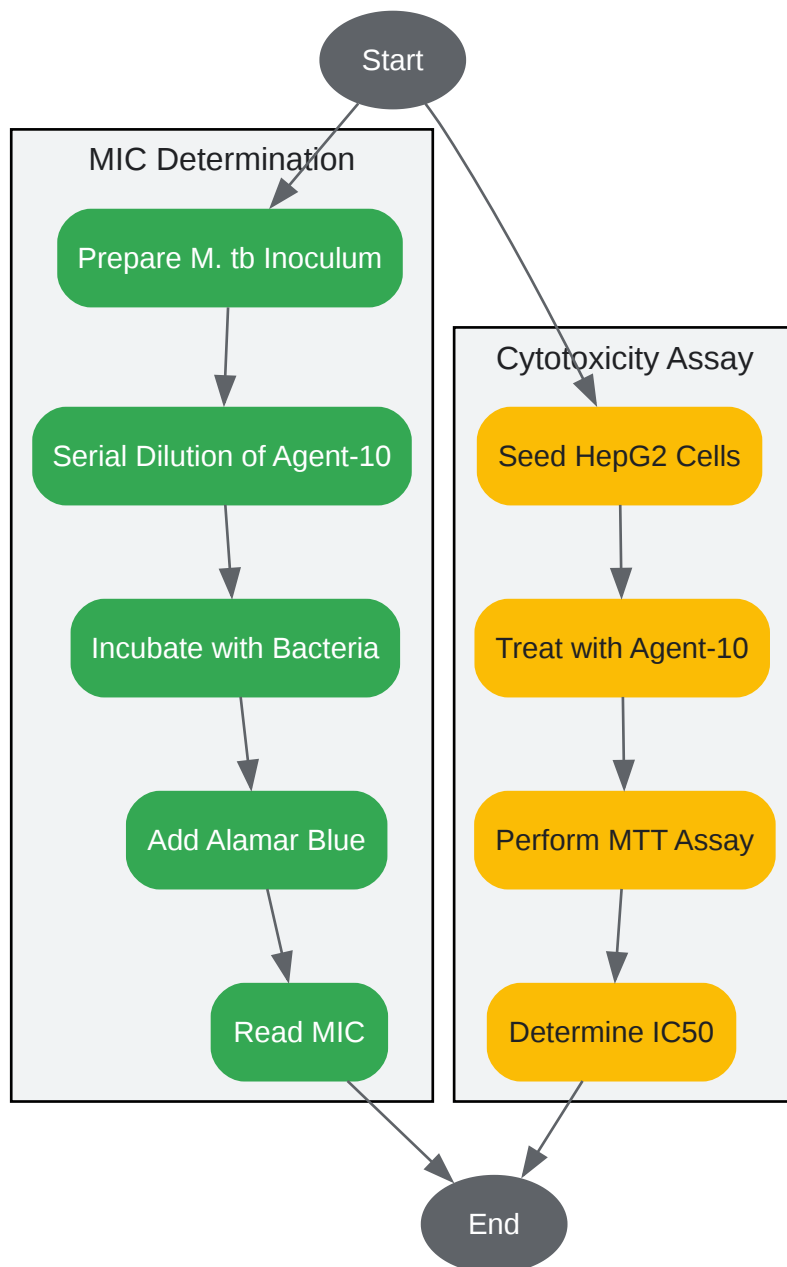 Start
MIC Determination
Prepare M. tb Inoculum
Serial Dilution of Agent-10
Incubate with Bacteria
Add Alamar Blue
Read MIC
Cytotoxicity Assay
Seed HepG2 Cells
Treat with Agent-10
Perform MTT Assay
Determine IC50
End